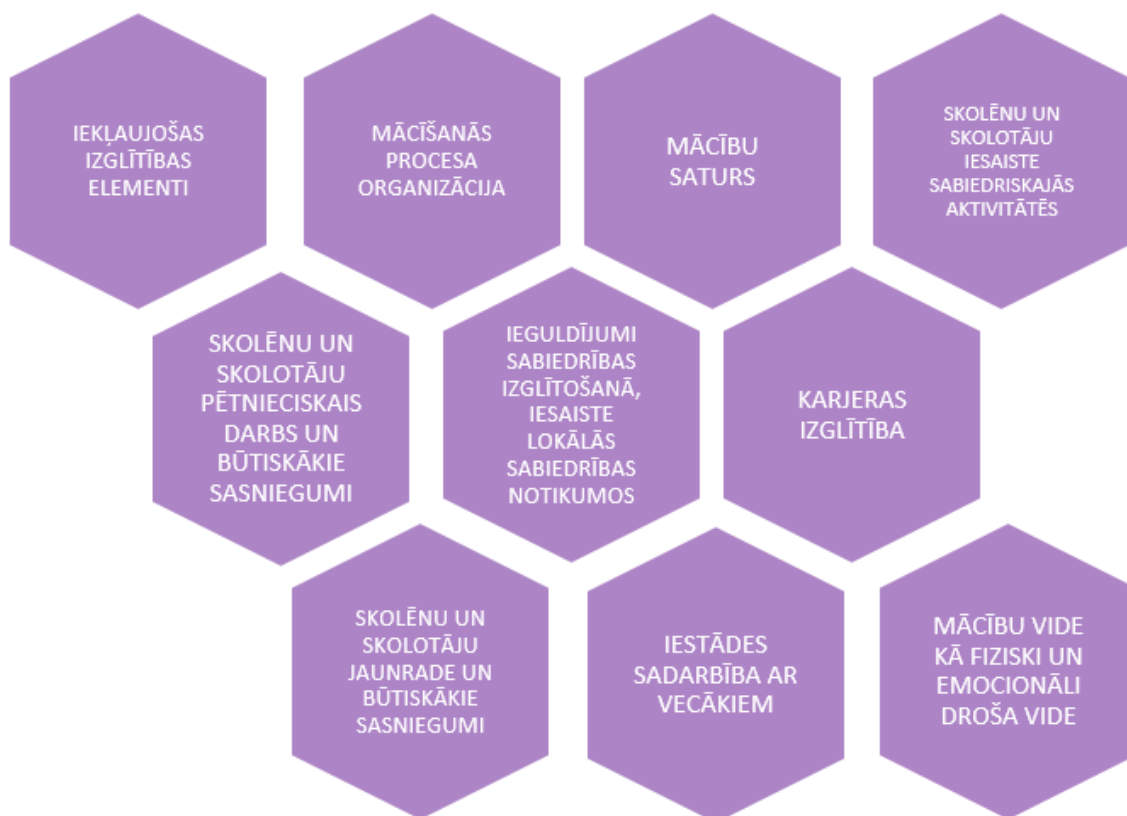 IEKĻAUJOŠAS
IZGLĪTĪBAS
ELEMENTI
MĀCĪŠANĀS
PROCESA
ORGANIZĀCIJA
MĀCĪBU
SATURS
SKOLĒNU UN
SKOLOTĀJU
IESAISTE
SABIEDRISKAJĀS
AKTIVITĀTĒS
SKOLĒNU UN
SKOLOTĀJU
PĒTNIECISKAIS
DARBS UN
BŪTISKĀKIE
SASNIEGUMI
IEGULDĪJUMI
SABIEDRĪBAS
IZGLĪTOŠANĀ,
IESAISTE
LOKĀLĀS
SABIEDRĪBAS
NOTIKUMOS
KARJERAS
IZGLĪTĪBA
SKOLĒNU UN
SKOLOTĀJU
JAUNRADE UN
BŪTISKĀKIE
SASNIEGUMI
IESTĀDES
SADARBĪBA AR
VECĀKIEM
MĀCĪBU VIDE
KĀ FIZISKI UN
EMOCIONĀLI
DROŠA VIDE